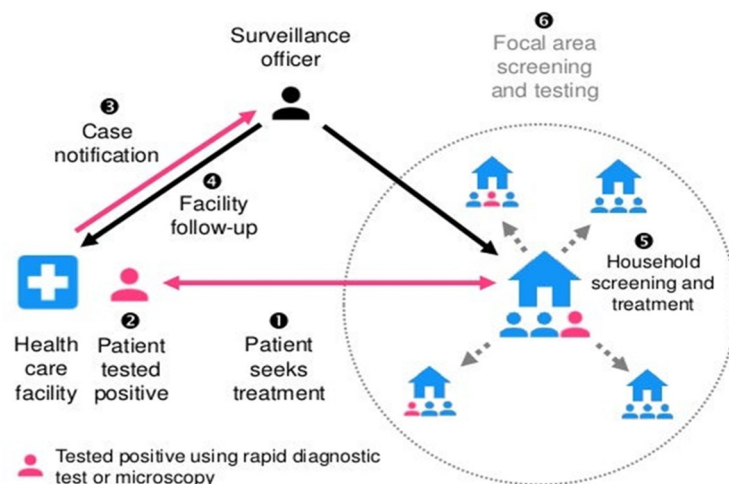 Surveillance
officer
❻
Focal area
screening
and testing
❸
Case
notification
❹
Facility
follow-up
❺
Household
screening and
treatment
Health
care
facility
❷
Patient
tested
positive
❶
Patient
seeks
treatment
Tested positive using rapid diagnostic
test or microscopy